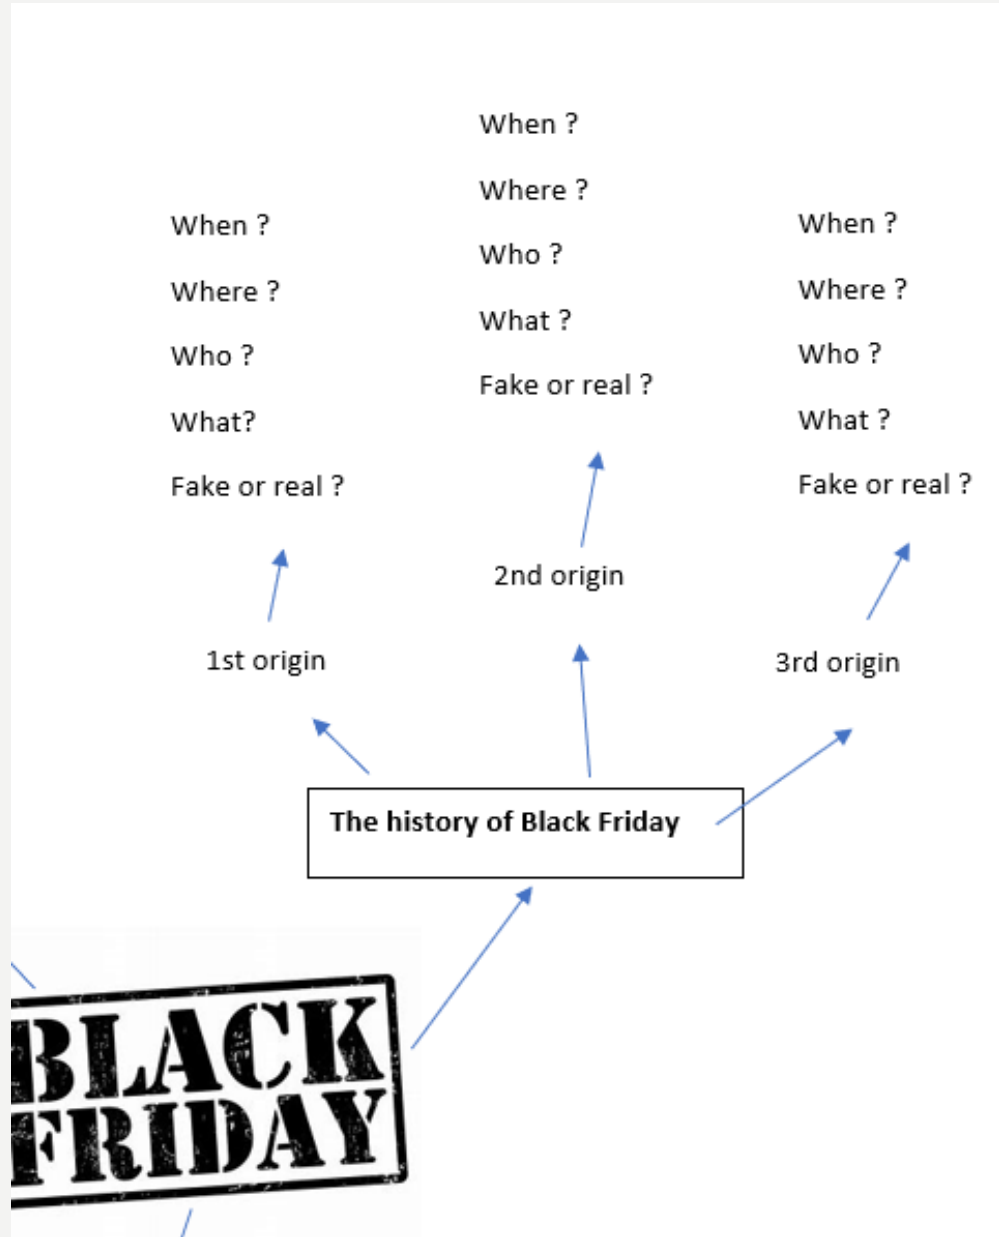 When ?
Where ?
Who ?
What ?
Fake or real ?
When ?
Where ?
Who ?
What?
Fake or real ?
When ?
Where ?
Who ?
What ?
Fake or real ?
2nd origin
1st origin
3rd origin
The history of Black Friday
BLACK
FRIDAY